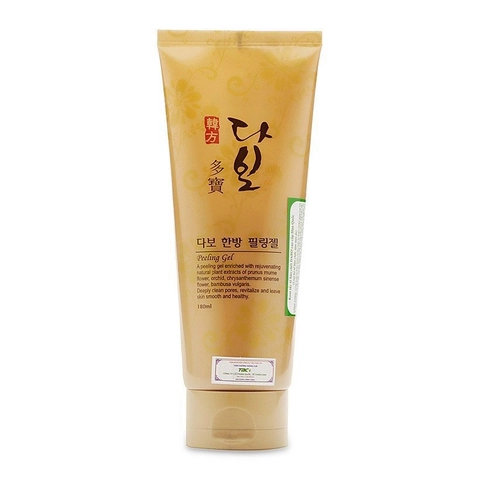 韓方
다보
多寶
다보 한방 필링젤
Peeling Gel
A peeling gel enriched with rejuvenating
natural plant extracts of prunus mume
flower, orchid, chrysanthemum sinense
flower, bambusa vulgaris.
Deeply clean pores, revitalize and leave
skin smooth and healthy.
180ml
TBC